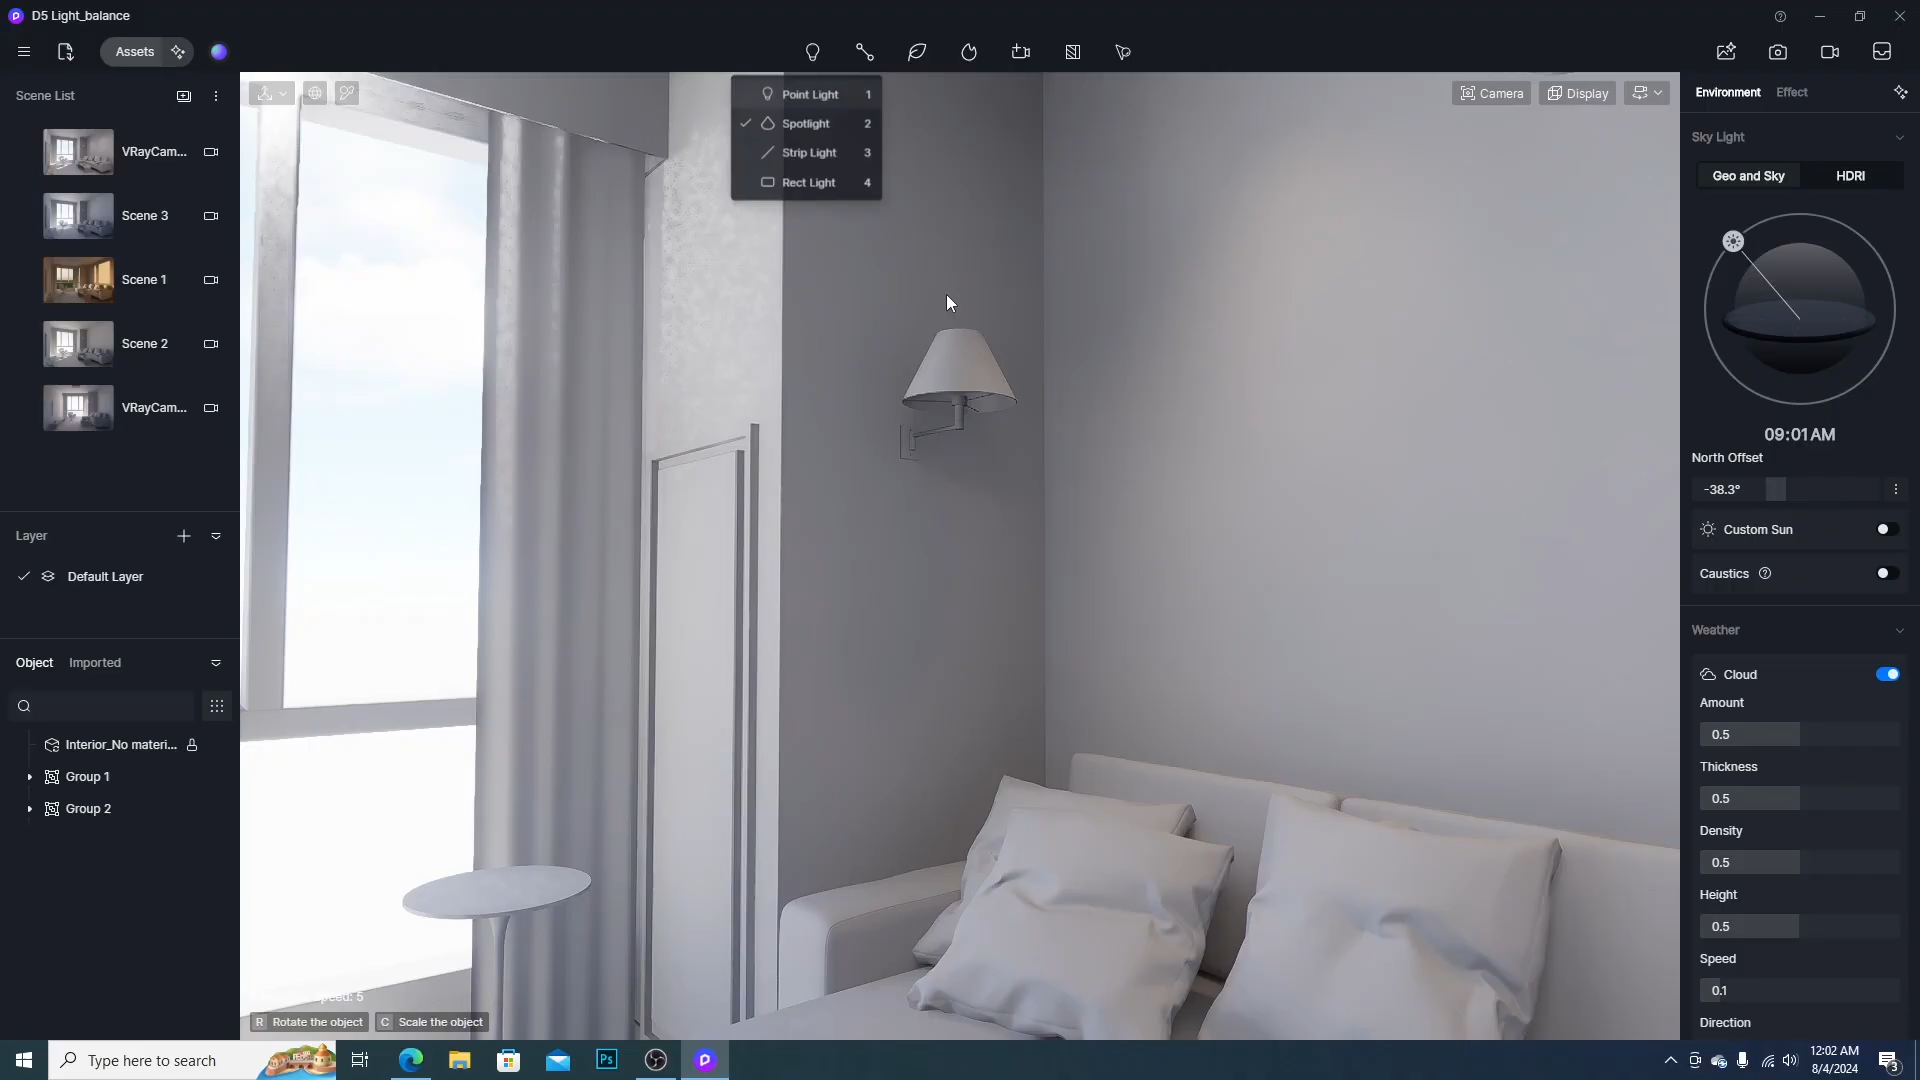 D5 Light_balance
Assets
Scene List
VRayCam...
Scene 3
Scene 1
Scene 2
VRayCam...
Layer
Default Layer
Object
Imported
Interior_No materi...
Group 1
Group 2
Point Light 1
Spotlight 2
Strip Light 3
Rect Light 4
Camera
Display
R Rotate the object
C Scale the object
Environment
Effect
Sky Light
Geo and Sky
HDRI
09:01AM
North Offset
-38.3°
Custom Sun
Caustics
Weather
Cloud
Amount
0.5
Thickness
0.5
Density
0.5
Height
0.5
Speed
0.1
Direction
Type here to search
Ps
12:02 AM
8/4/2024
3